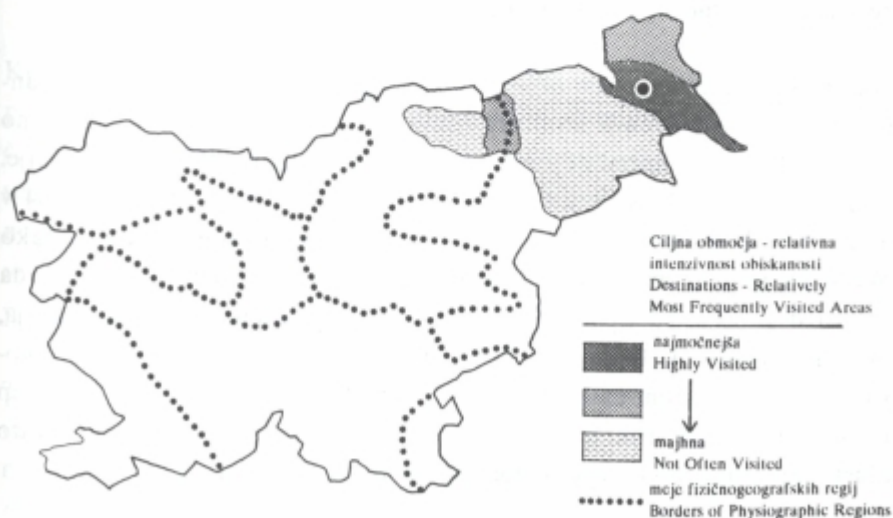 Ciljna območja - relativna
intenzivnost obiskanosti
Destinations - Relatively
Most Frequently Visited Areas
najmočnejša
Highly Visited
majhna
Not Often Visited
meje fizičnogeografskih regij
Borders of Physiographic Regions